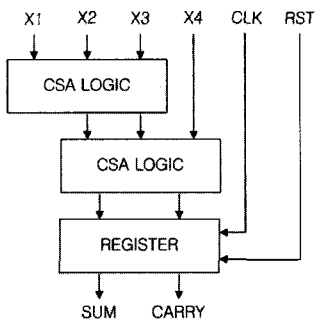 X1 X2 X3 X4 CLK RST
CSA LOGIC
CSA LOGIC
REGISTER
SUM CARRY